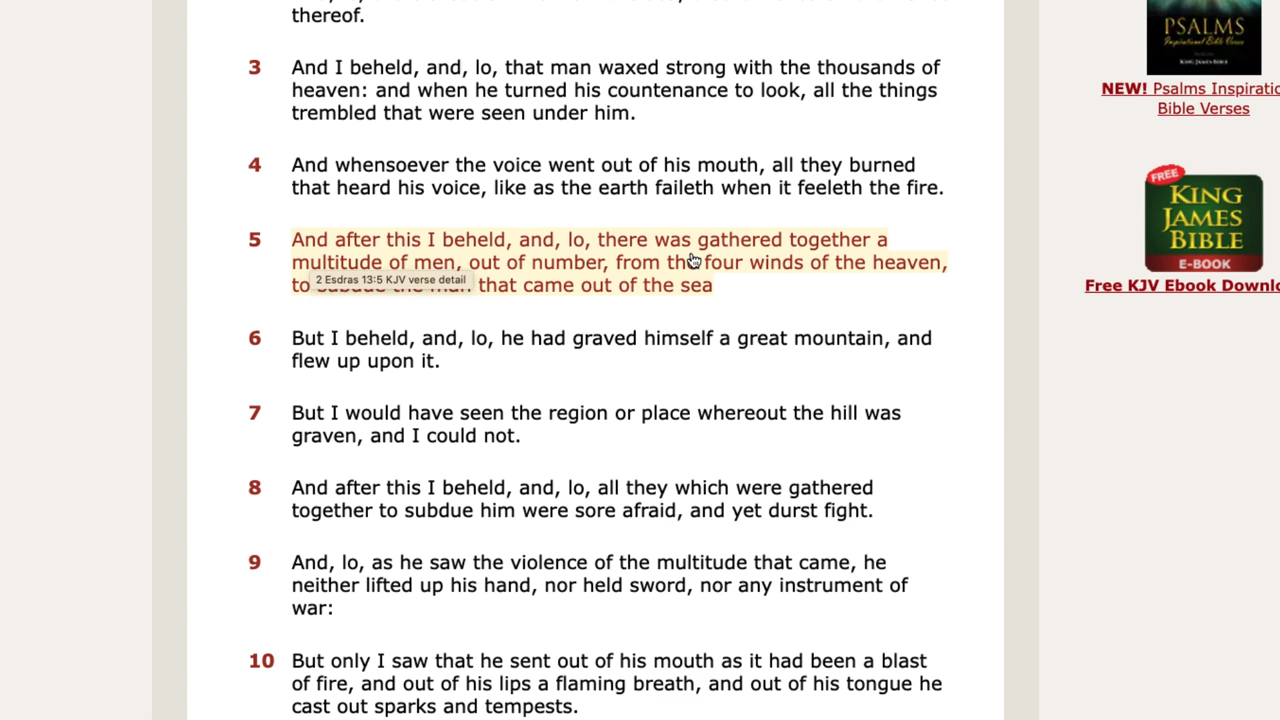 thereof.
3 And I beheld, and, lo, that man waxed strong with the thousands of
heaven: and when he turned his countenance to look, all the things
trembled that were seen under him.
4 And whensoever the voice went out of his mouth, all they burned
that heard his voice, like as the earth faileth when it feeleth the fire.
5 And after this I beheld, and, lo, there was gathered together a
multitude of men, out of number, from the four winds of the heaven,
to subdue the man that came out of the sea
2 Esdras 13:5 KJV verse detail
6 But I beheld, and, lo, he had graved himself a great mountain, and
flew up upon it.
7 But I would have seen the region or place whereout the hill was
graven, and I could not.
8 And after this I beheld, and, lo, all they which were gathered
together to subdue him were sore afraid, and yet durst fight.
9 And, lo, as he saw the violence of the multitude that came, he
neither lifted up his hand, nor held sword, nor any instrument of
war:
10 But only I saw that he sent out of his mouth as it had been a blast
of fire, and out of his lips a flaming breath, and out of his tongue he
cast out sparks and tempests.
PSALMS
Inspirational Bible Verses
KING JAMES BIBLE
NEW! Psalms Inspiratio
Bible Verses
FREE
KING
JAMES
BIBLE
E-BOOK
Free KJV Ebook Downlo